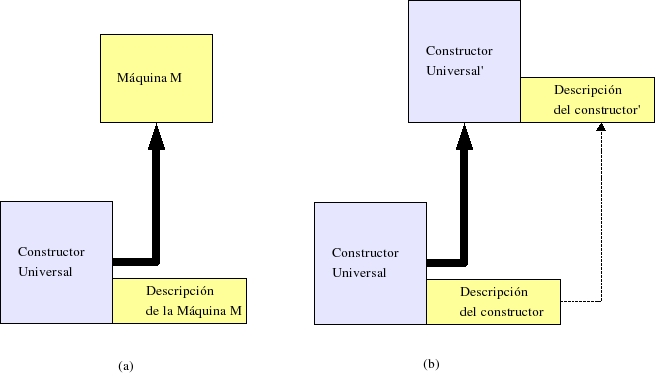 Máquina M
Constructor
Universal
Descripción
de la Máquina M
(a)
Constructor
Universal'
Descripción
del constructor'
Constructor
Universal
Descripción
del constructor
(b)